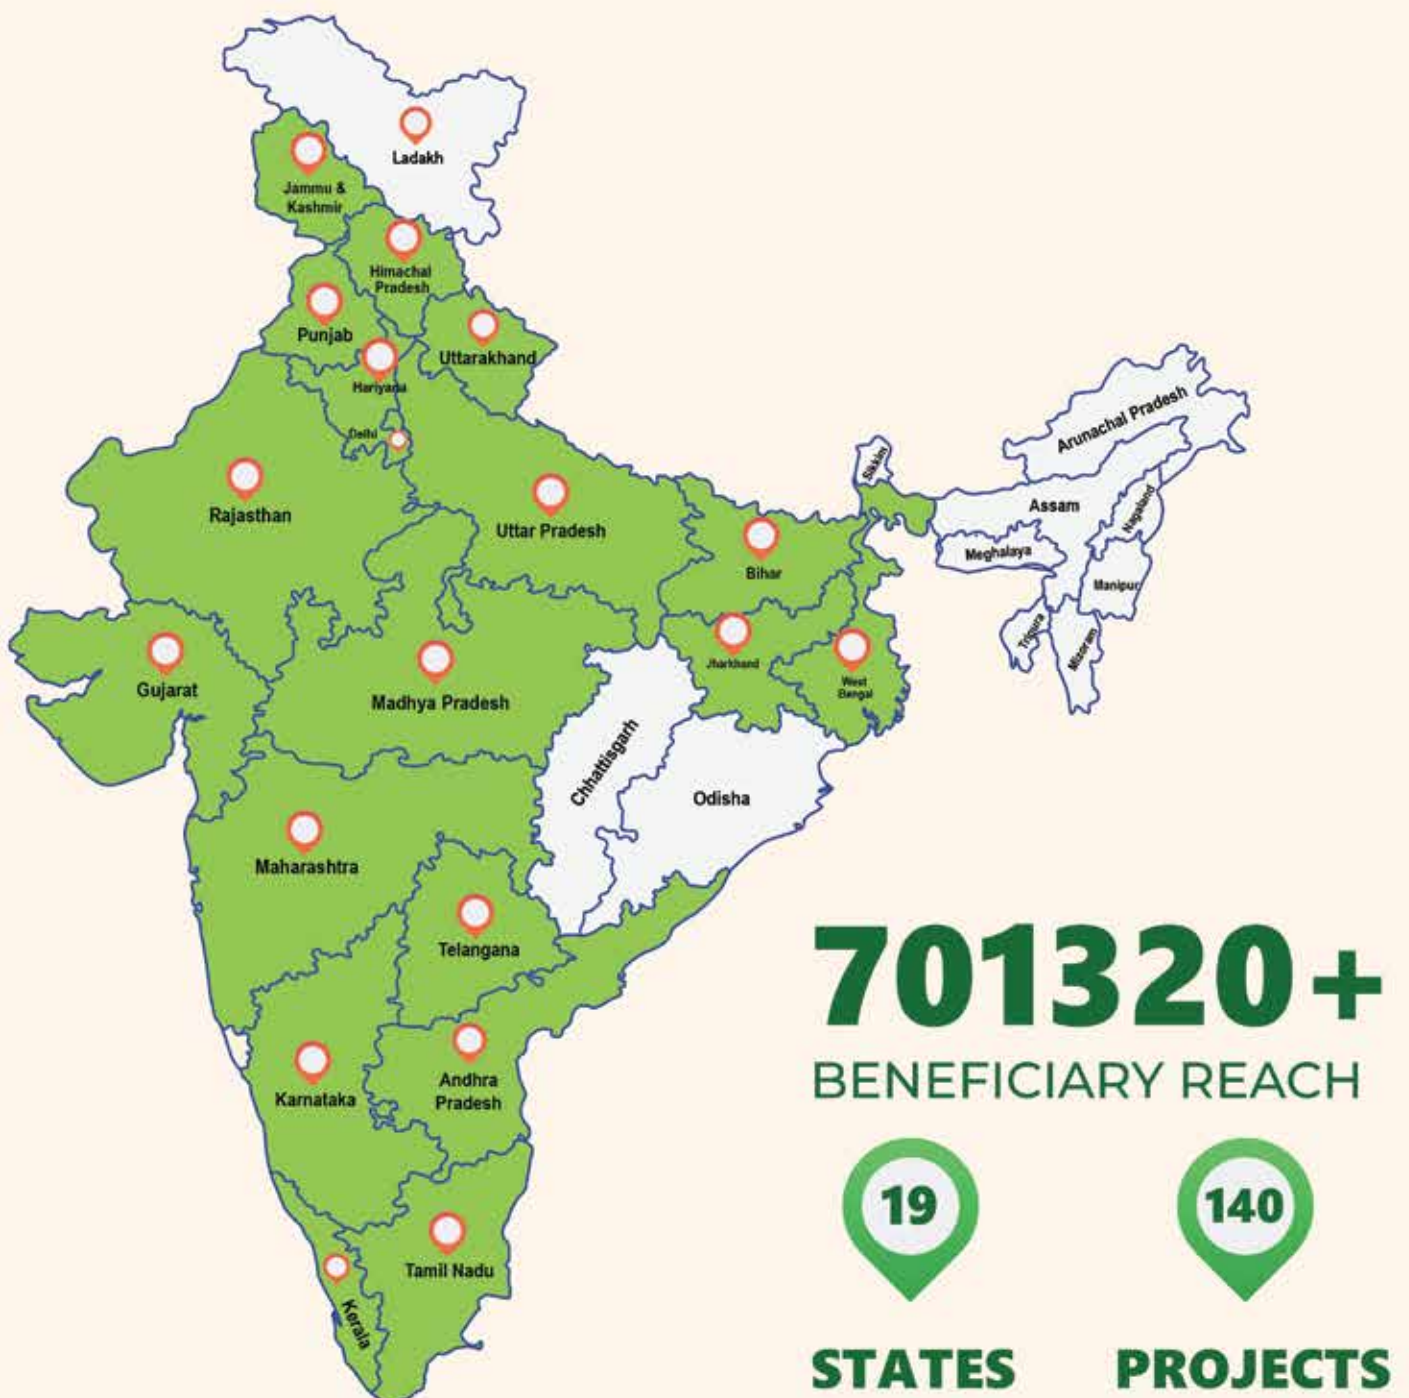 Ladakh
Jammu &
Kashmir
Himachal
Pradesh
Punjab
Uttarakhand
Hariyana
Delhi
Arunachal Pradesh
Sikkim
Rajasthan
Uttar Pradesh
Assam
Nagaland
Bihar
Meghalaya
Manipur
Tripura
Mizoram
Jharkhand
West
Bengal
Gujarat
Madhya Pradesh
Chhattisgarh
Odisha
Maharashtra
Telangana
701320+
BENEFICIARY REACH
Karnataka
Andhra
Pradesh
19
140
Tamil Nadu
Kerala
STATES
PROJECTS